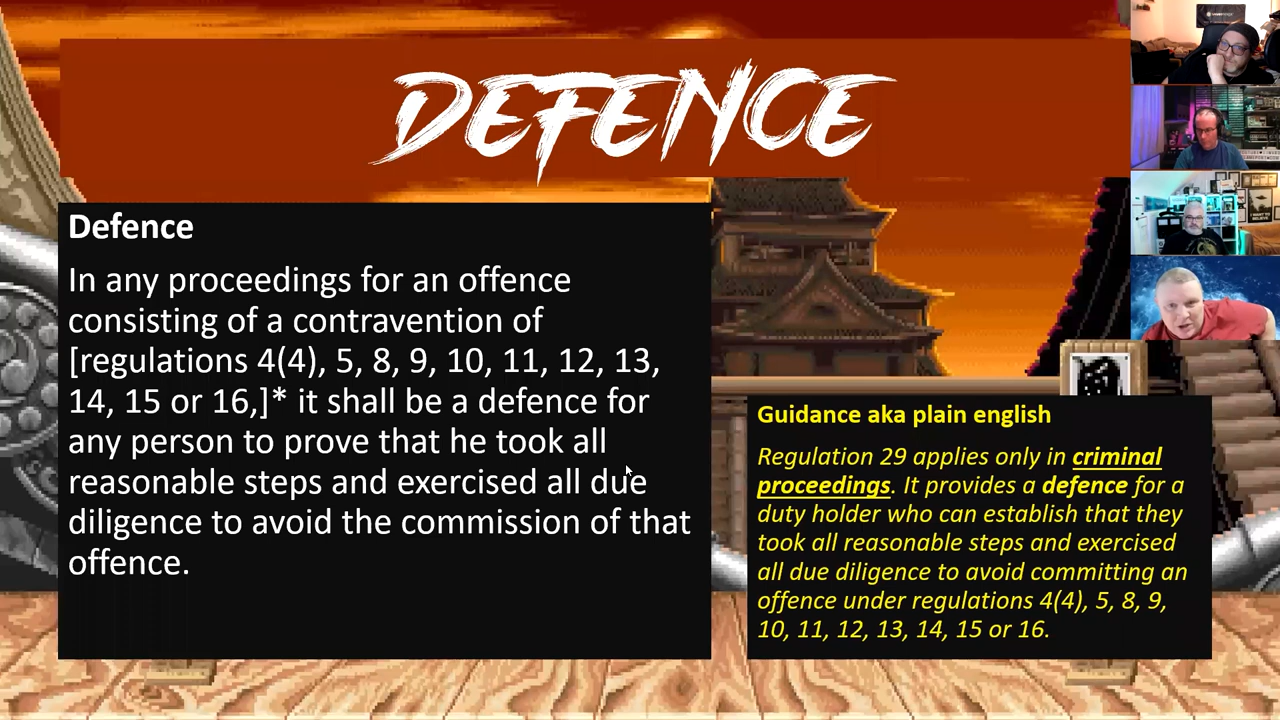 DEFENCE
Defence
In any proceedings for an offence
consisting of a contravention of
[regulations 4(4), 5, 8, 9, 10, 11, 12, 13,
14, 15 or 16,]* it shall be a defence for
any person to prove that he took all
reasonable steps and exercised all due
diligence to avoid the commission of that
offence.
Guidance aka plain english
Regulation 29 applies only in criminal
proceedings. It provides a defence for a
duty holder who can establish that they
took all reasonable steps and exercised
all due diligence to avoid committing an
offence under regulations 4(4), 5, 8, 9,
10, 11, 12, 13, 14, 15 or 16.